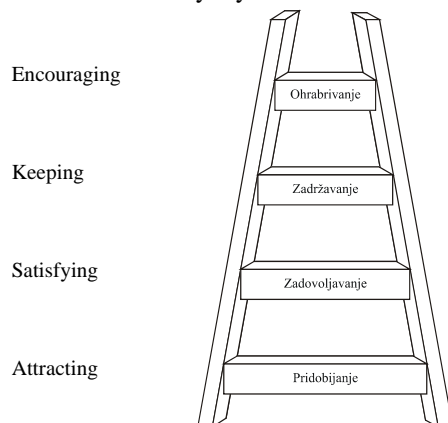 Encouraging
Ohrabrivanje
Keeping
Zadržavanje
Satisfying
Zadovoljavanje
Attracting
Pridobijanje